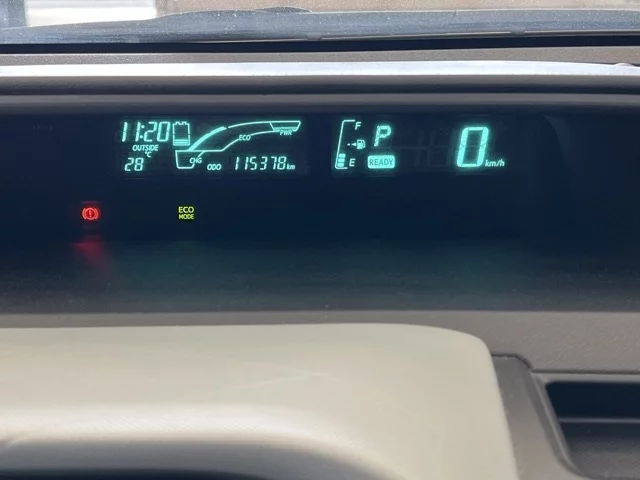 11:20
OUTSIDE
°C
28
PWR
ECO
CHG
ODO 115378 km
F
E
P
READY
0 km/h
ECO
MODE